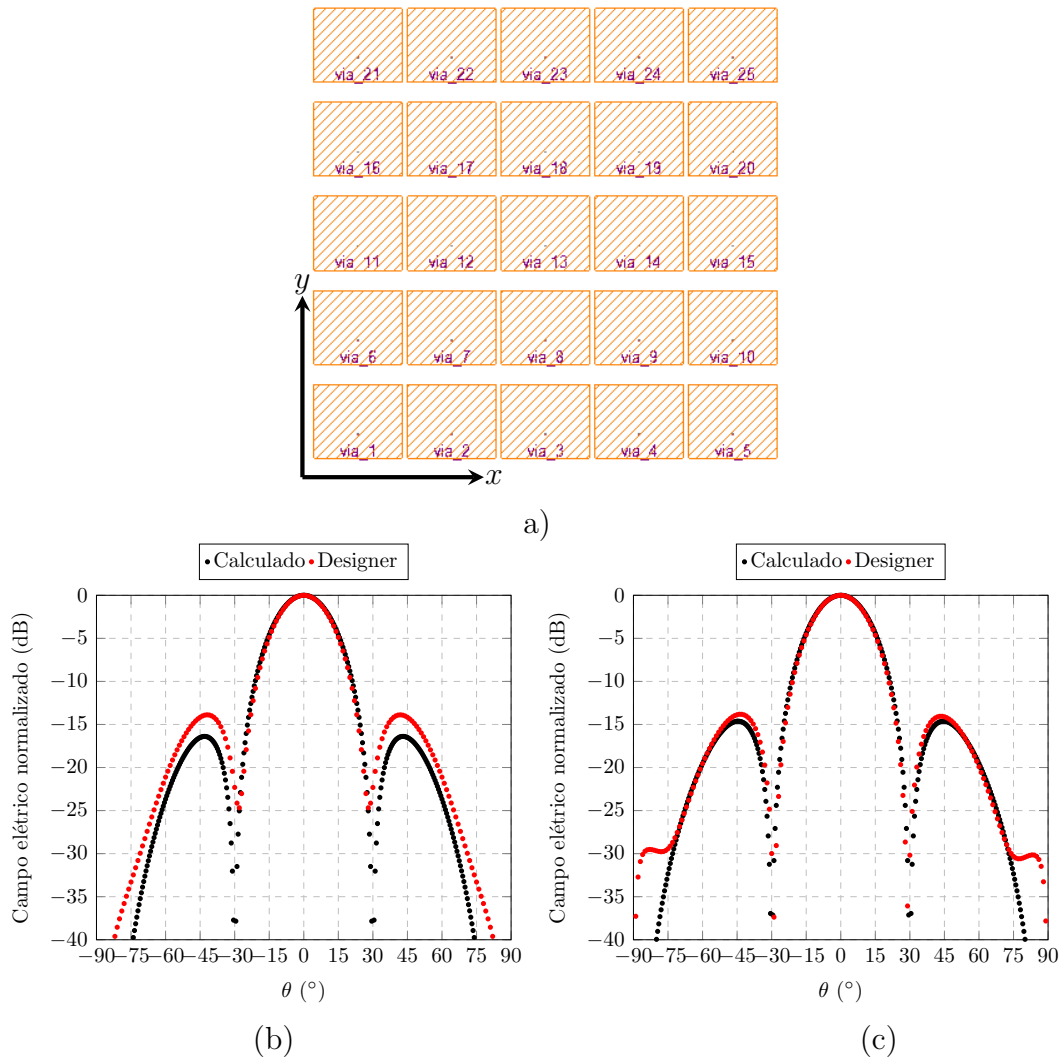 via_21 via_22 via_23 via_24 via_25
via_16 via_17 via_18 via_19 via_20
via_11 via_12 via_13 via_14 via_15
y
via_6 via_7 via_8 via_9 via_10
via_1 via_2 via_3 via_4 via_5
x
a)
Calculado Designer
0
−5
−10
−15
−20
−25
−30
−35
−40
−90 −75 −60 −45 −30 −15 0 15 30 45 60 75 90
Campo elétrico normalizado (dB)
θ (°)
(b)
Calculado Designer
0
−5
−10
−15
−20
−25
−30
−35
−40
−90 −75 −60 −45 −30 −15 0 15 30 45 60 75 90
Campo elétrico normalizado (dB)
θ (°)
(c)